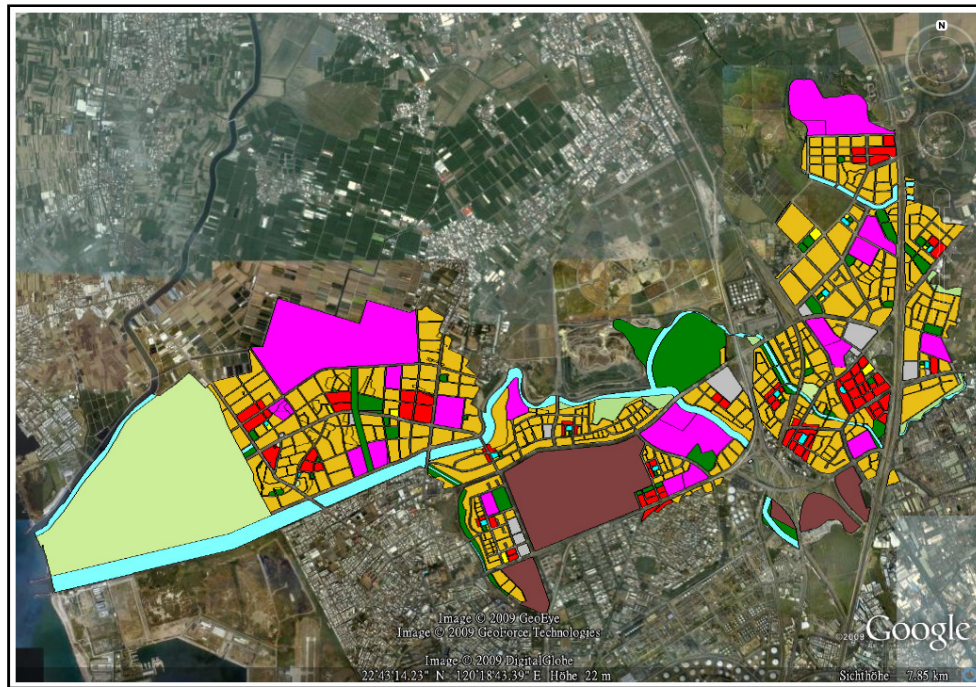 N
Image © 2009 GeoEye
Image © 2009 GeoForce Technologies
©2009 Google
Image © 2009 DigitalGlobe
22°43'14.23" N 120°18'43.39" E Höhe 22 m
Sichthöhe 7.85 km